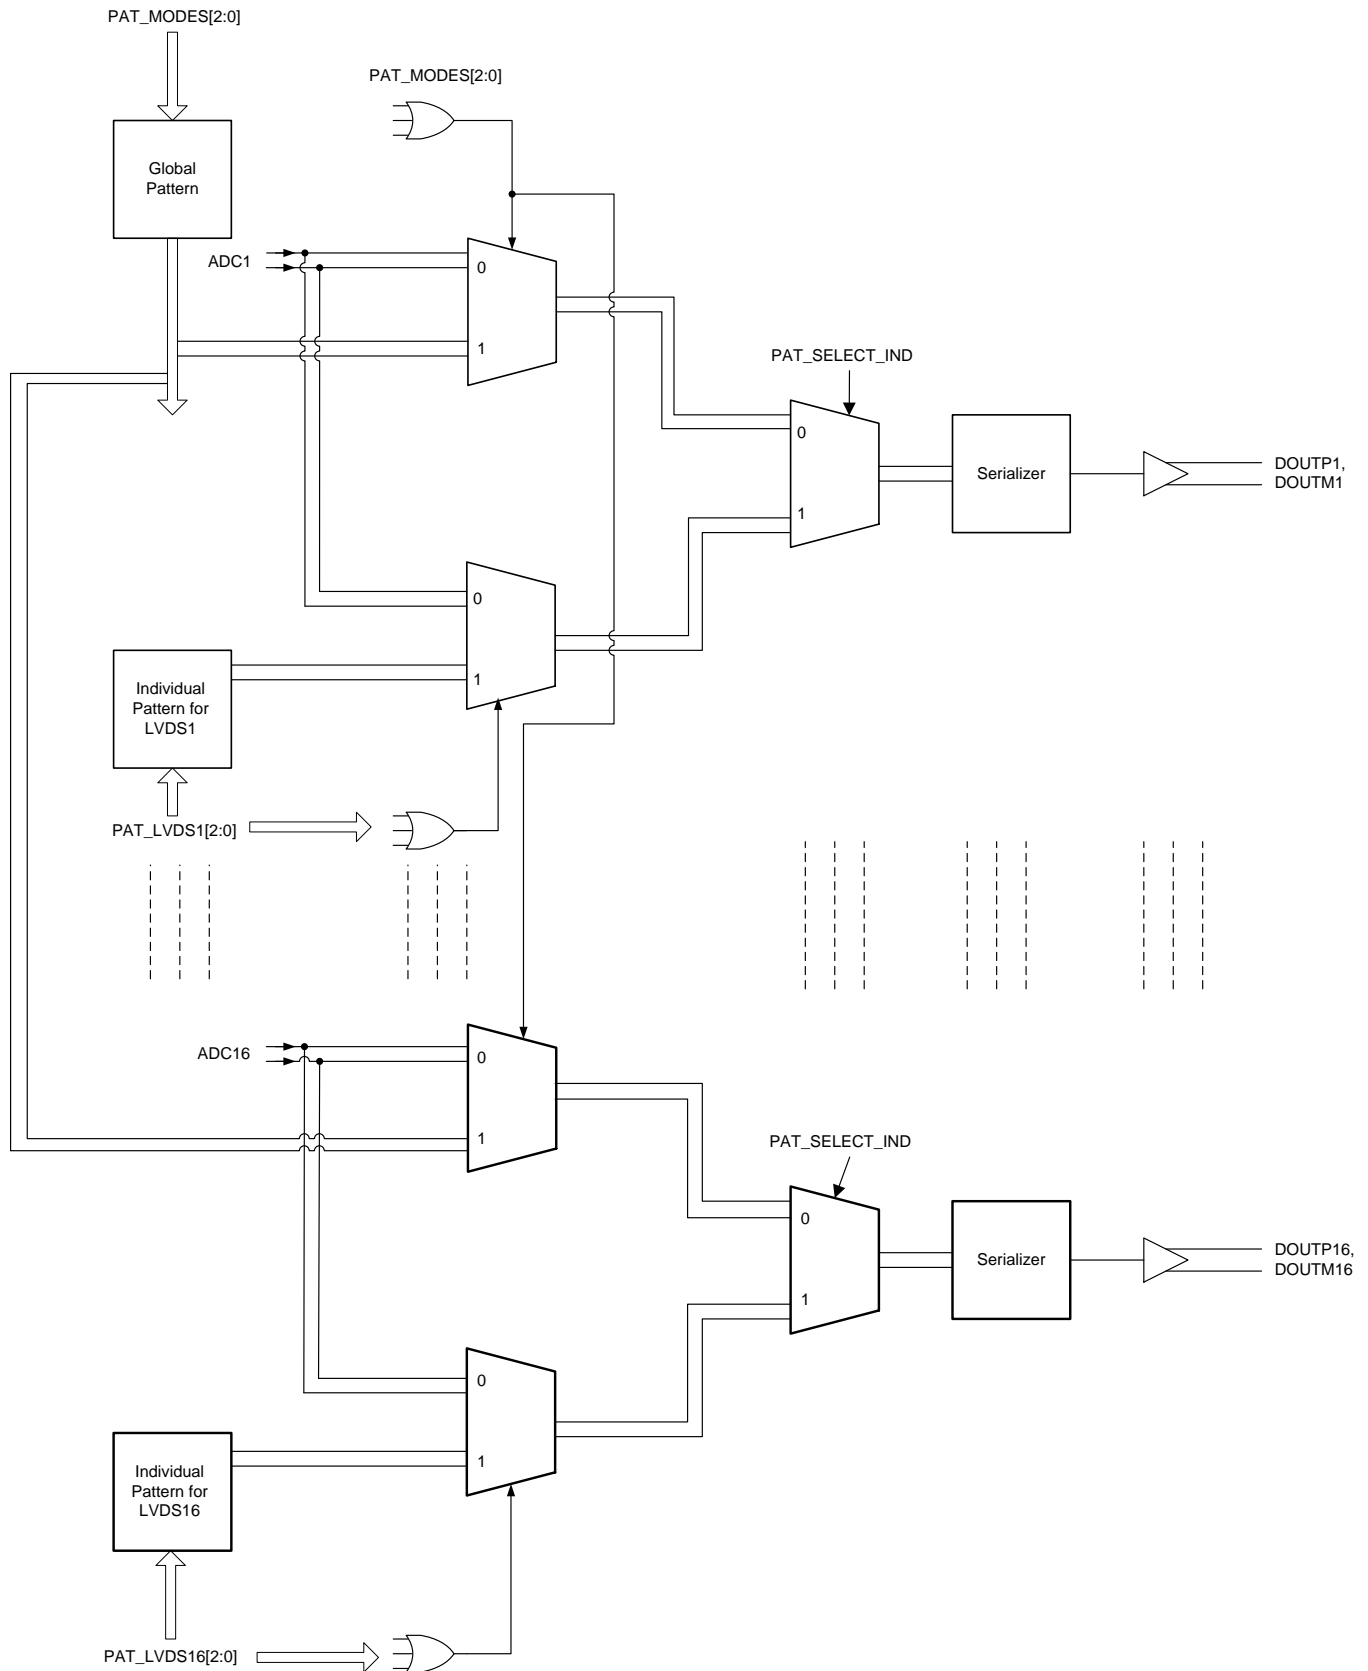 PAT_MODES[2:0]
PAT_MODES[2:0]
Global
Pattern
ADC1
0
1
PAT_SELECT_IND
0
1
Serializer
DOUTP1,
DOUTM1
0
1
Individual
Pattern for
LVDS1
PAT_LVDS1[2:0]
ADC16
0
1
PAT_SELECT_IND
0
1
Serializer
DOUTP16,
DOUTM16
0
1
Individual
Pattern for
LVDS16
PAT_LVDS16[2:0]